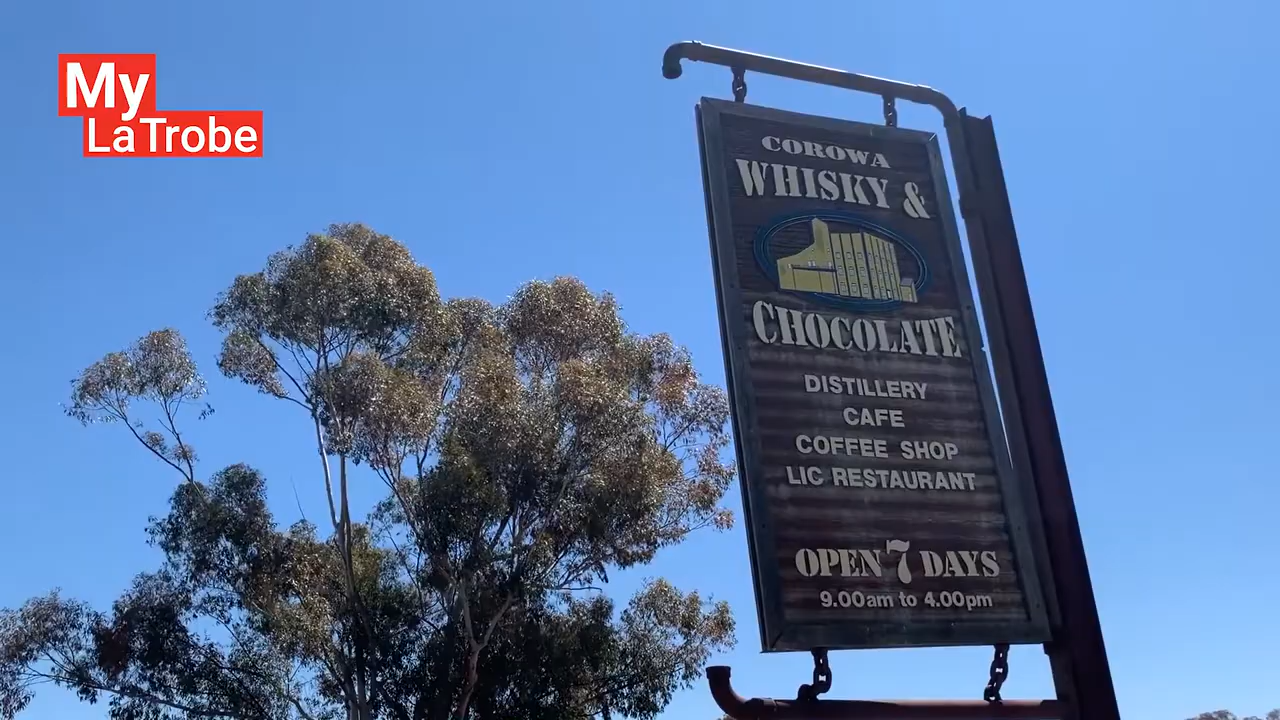 My
La Trobe
COROWA
WHISKY &
CHOCOLATE
DISTILLERY
CAFE
COFFEE SHOP
LIC RESTAURANT
OPEN 7 DAYS
9.00am to 4.00pm